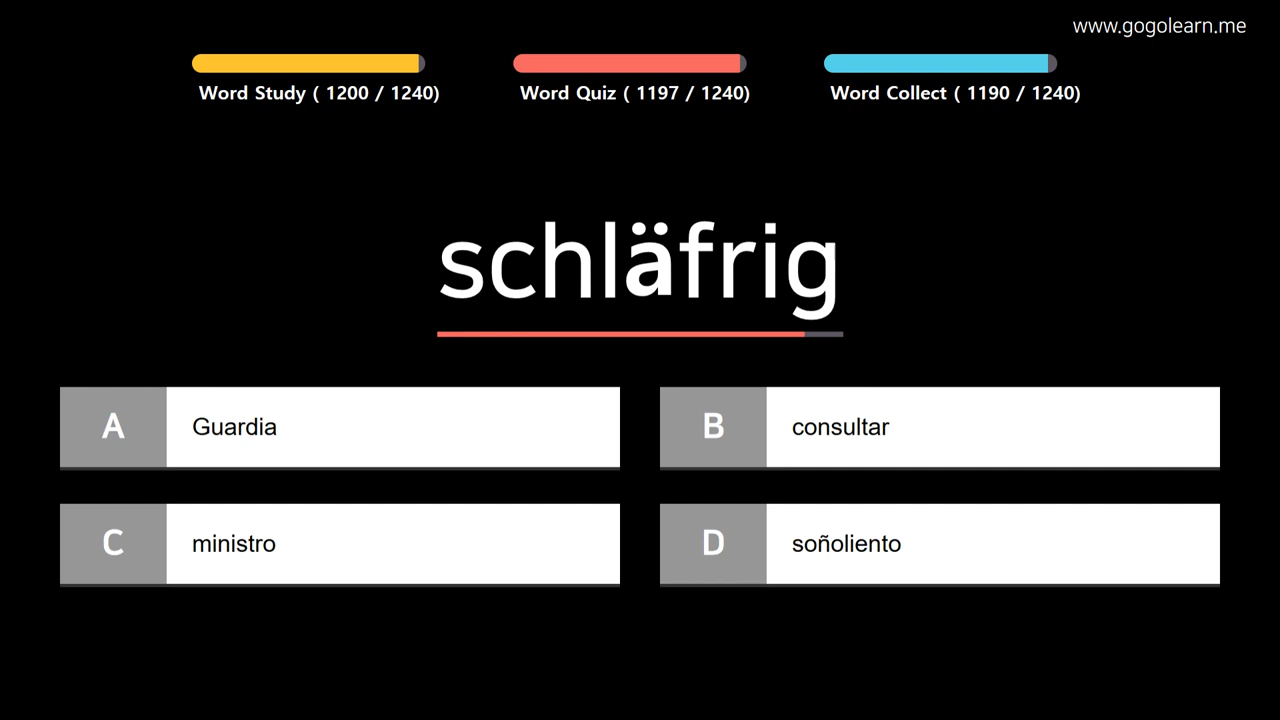 www.gogolearn.me
Word Study ( 1200 / 1240)
Word Quiz ( 1197 / 1240)
Word Collect ( 1190 / 1240)
schläfrig
A Guardia
B consultar
C ministro
D soñoliento